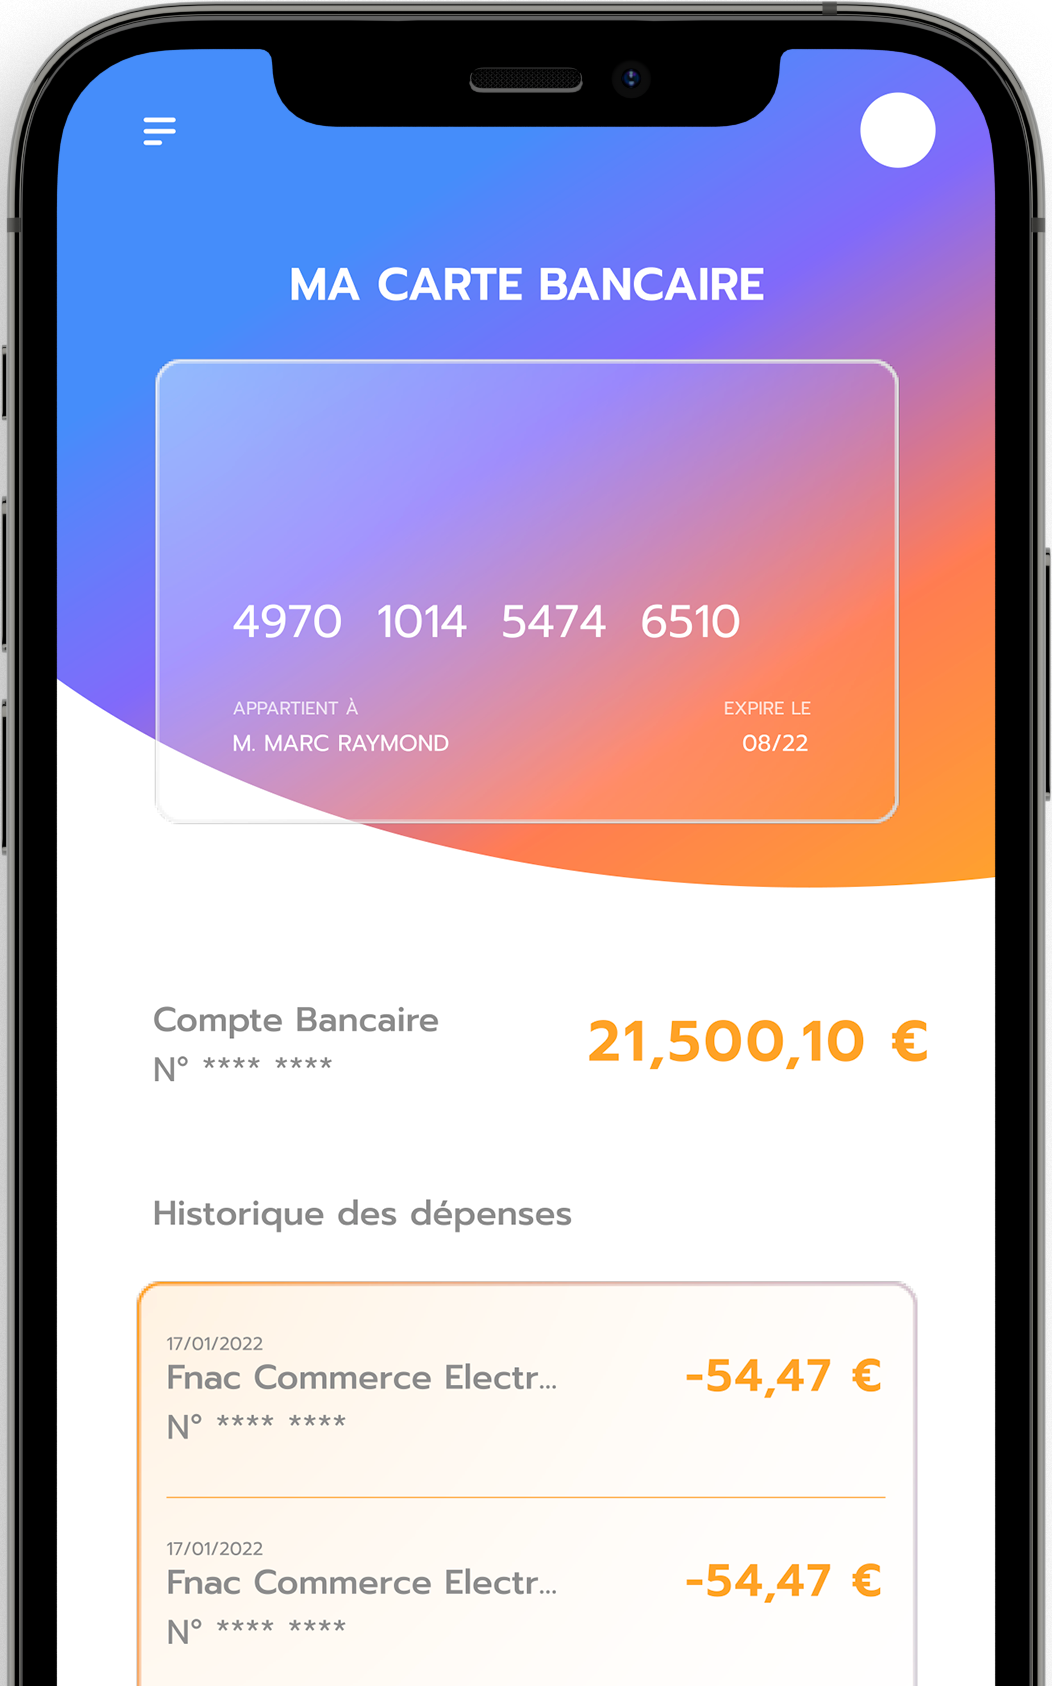 MA CARTE BANCAIRE
4970 1014 5474 6510
APPARTIENT À
M. MARC RAYMOND
EXPIRE LE
08/22
Compte Bancaire
N° **** ****
21,500,10 €
Historique des dépenses
17/01/2022
Fnac Commerce Electr...
N° **** ****
-54,47 €
17/01/2022
Fnac Commerce Electr...
N° **** ****
-54,47 €